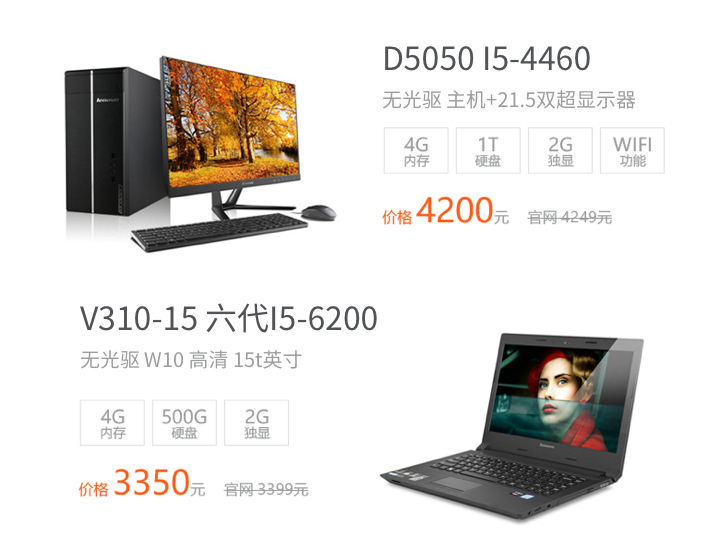 D5050 I5-4460
无光驱 主机+21.5双超显示器
4G 1T 2G WIFI
内存 硬盘 独显 功能
价格 4200元 官网 4249元
V310-15 六代I5-6200
无光驱 W10 高清 15t英寸
4G 500G 2G
内存 硬盘 独显
价格 3350元 官网 3399元